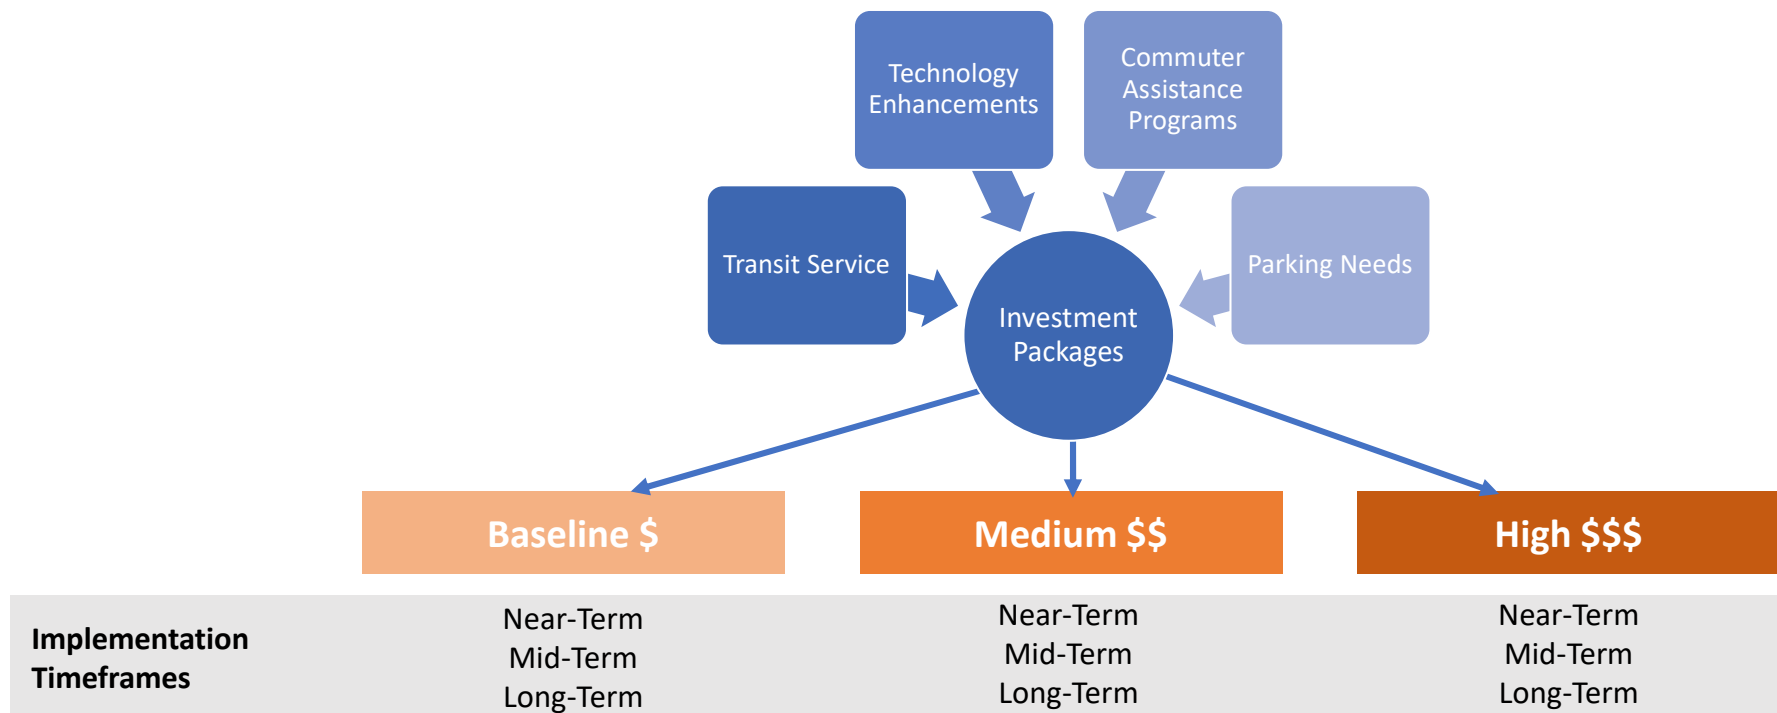 Technology
Enhancements
Commuter
Assistance
Programs
Transit Service
Parking Needs
Investment
Packages
Baseline $
Medium $$
High $$$
Implementation
Timeframes
Near-Term
Mid-Term
Long-Term
Near-Term
Mid-Term
Long-Term
Near-Term
Mid-Term
Long-Term